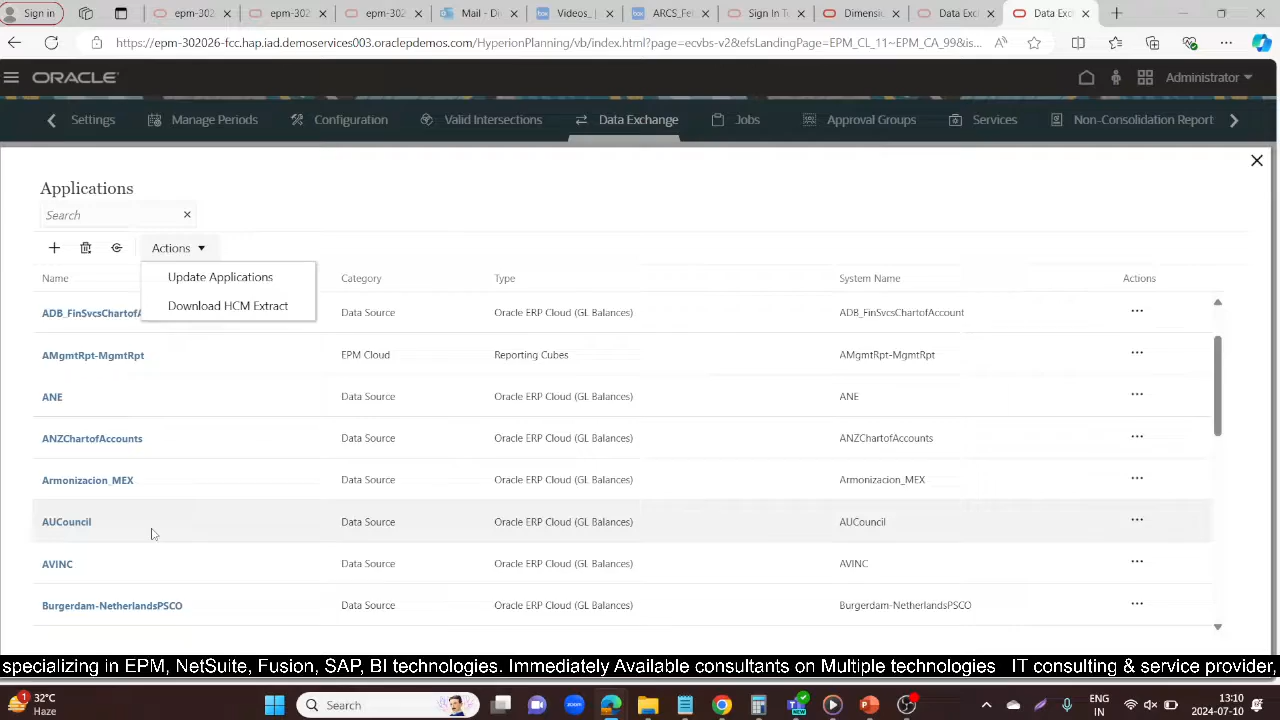 Sign in
epm-302
epm-302
epm-302
Mail - D
Videos_
ARCS_Fe
Sign In T
Dimensi
Data Exc
Data Exc
https://epm-302026-fcc.hap.iad.demoservices003.oraclepdemos.com/HyperionPlanning/vb/index.html?page=ecvbs-v2&efsLandingPage=EPM_CL_11~EPM_CA_99&is...
ORACLE
Administrator
Settings
Manage Periods
Configuration
Valid Intersections
Data Exchange
Jobs
Approval Groups
Services
Non-Consolidation Report
Applications
Search
Actions
Update Applications
Download HCM Extract
Name Category Type System Name Actions
ADB_FinSvcsChartofA Data Source Oracle ERP Cloud (GL Balances) ADB_FinSvcsChartofAccount ...
AMgmtRpt-MgmtRpt EPM Cloud Reporting Cubes AMgmtRpt-MgmtRpt ...
ANE Data Source Oracle ERP Cloud (GL Balances) ANE ...
ANZChartofAccounts Data Source Oracle ERP Cloud (GL Balances) ANZChartofAccounts ...
Armonizacion_MEX Data Source Oracle ERP Cloud (GL Balances) Armonizacion_MEX ...
AUCouncil Data Source Oracle ERP Cloud (GL Balances) AUCouncil ...
AVINC Data Source Oracle ERP Cloud (GL Balances) AVINC ...
Burgerdam-NetherlandsPSCO Data Source Oracle ERP Cloud (GL Balances) Burgerdam-NetherlandsPSCO ...
specializing in EPM, NetSuite, Fusion, SAP, BI technologies. Immediately Available consultants on Multiple technologies IT consulting & service provider,
1
32°C
Haze
Search
NEW
ENG
IN
13:10
2024-07-10